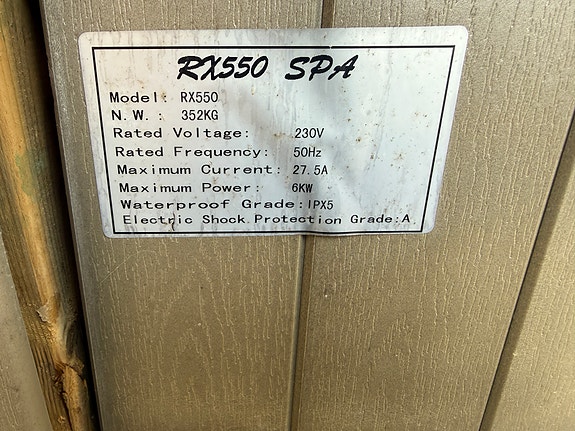 RX550 SPA
Model: RX550
N.W.: 352KG
Rated Voltage: 230V
Rated Frequency: 50Hz
Maximum Current: 27.5A
Maximum Power: 6KW
Waterproof Grade: IPX5
Electric Shock Protection Grade: A